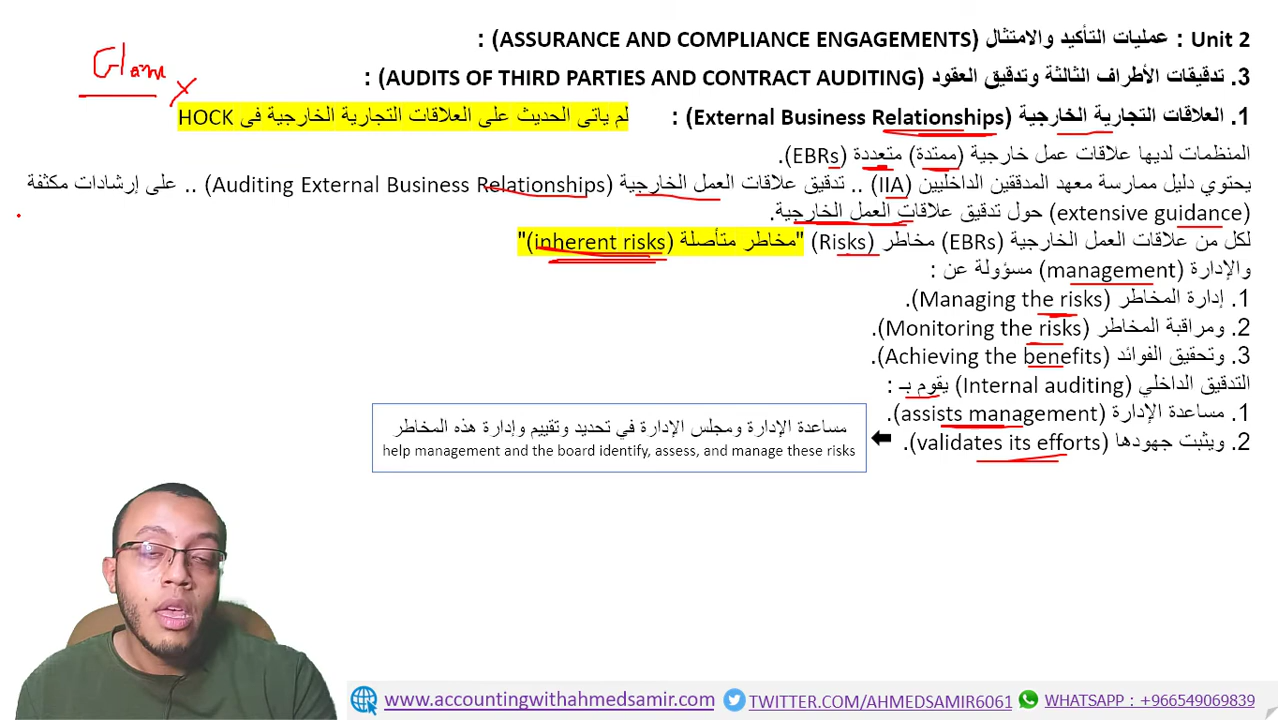 Unit 2 : عمليات التأكيد والامتثال (ASSURANCE AND COMPLIANCE ENGAGEMENTS) :
3. تدقيقات الأطراف الثالثة وتدقيق العقود (AUDITS OF THIRD PARTIES AND CONTRACT AUDITING) :
1. العلاقات التجارية الخارجية (External Business Relationships) : لم يأتى الحديث على العلاقات التجارية الخارجية فى HOCK
المنظمات لديها علاقات عمل خارجية (ممتدة) متعددة (EBRs).
يحتوي دليل ممارسة معهد المدققين الداخليين (IIA) .. تدقيق علاقات العمل الخارجية (Auditing External Business Relationships) .. على إرشادات مكثفة
(extensive guidance) حول تدقيق علاقات العمل الخارجية.
لكل من علاقات العمل الخارجية (EBRs) مخاطر (Risks) "مخاطر متأصلة (inherent risks)"
والإدارة (management) مسؤولة عن :
1. إدارة المخاطر (Managing the risks).
2. ومراقبة المخاطر (Monitoring the risks).
3. وتحقيق الفوائد (Achieving the benefits).
التدقيق الداخلي (Internal auditing) يقوم بـ :
1. مساعدة الإدارة (assists management).
2. ويثبت جهودها (validates its efforts).
مساعدة الإدارة ومجلس الإدارة في تحديد وتقييم وإدارة هذه المخاطر
help management and the board identify, assess, and manage these risks
www.accountingwithahmedsamir.com TWITTER.COM/AHMEDSAMIR6061 WHATSAPP : +966549069839